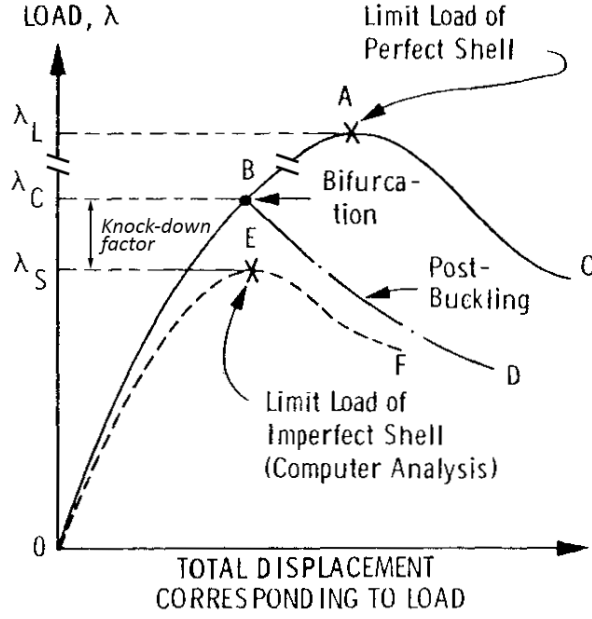 LOAD, λ
Limit Load of
Perfect Shell
A
λL
B
λC
Bifurca-
tion
Knock-down
factor
E
λS
C
Post-
Buckling
F
D
Limit Load of
Imperfect Shell
(Computer Analysis)
0
TOTAL DISPLACEMENT
CORRESPONDING TO LOAD